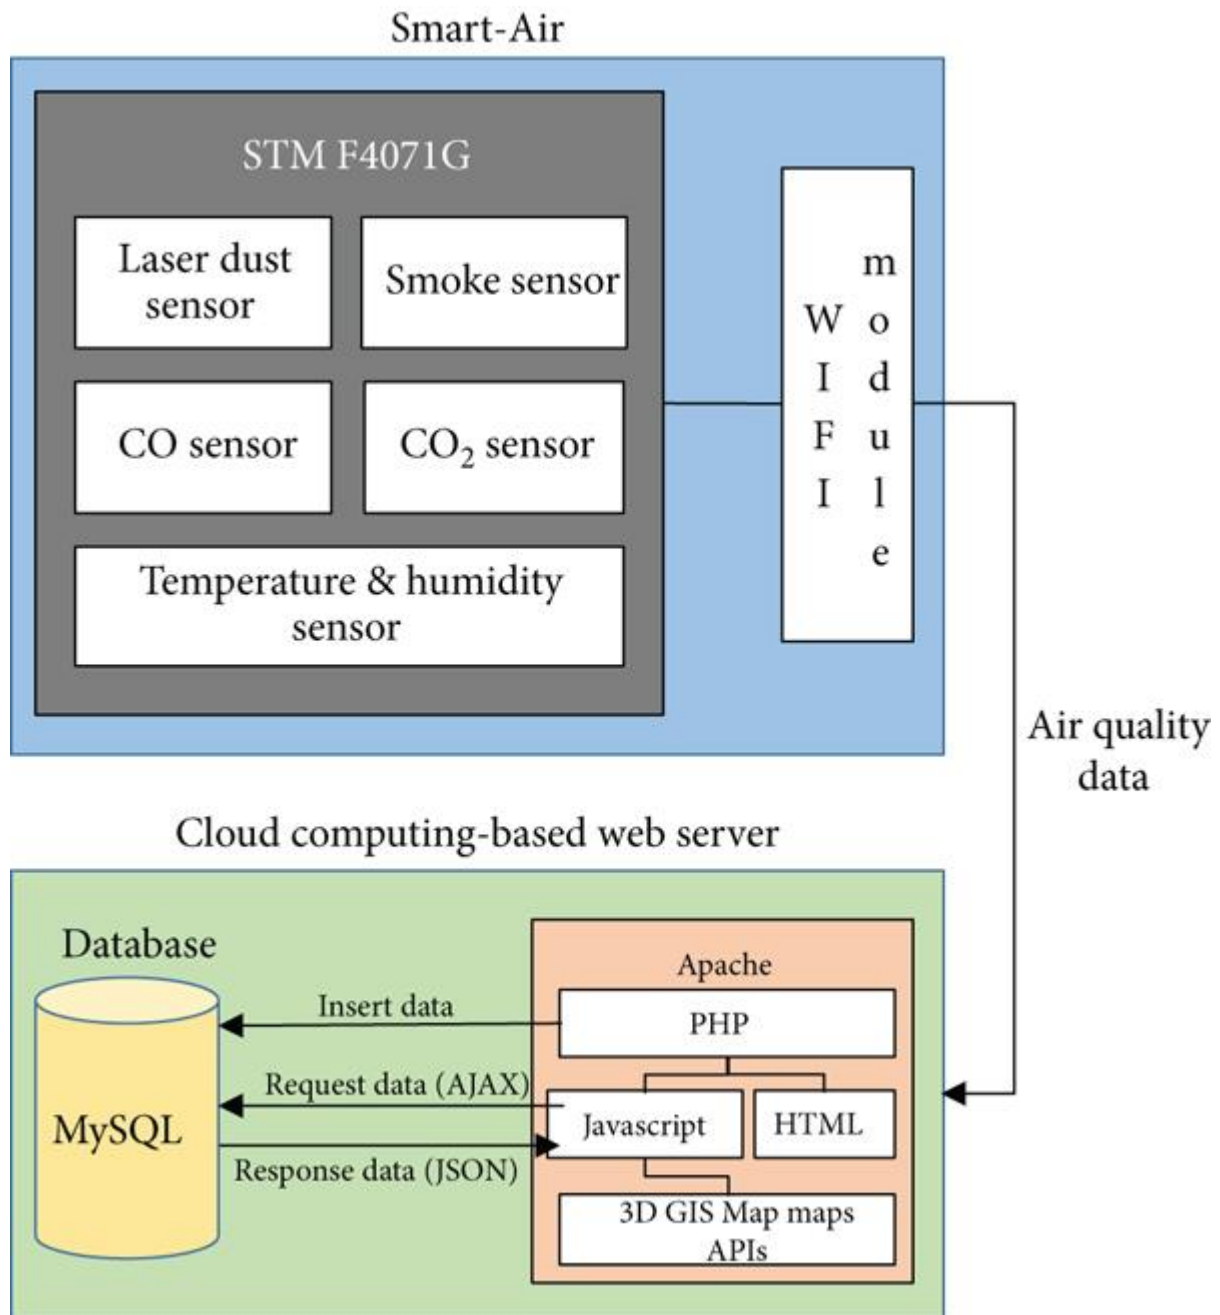 Smart-Air
STM F4071G
Laser dust
sensor
Smoke sensor
CO sensor
CO₂ sensor
Temperature & humidity
sensor
WIFI
module
Air quality
data
Cloud computing-based web server
Database
MySQL
Insert data
Request data (AJAX)
Response data (JSON)
Apache
PHP
Javascript
HTML
3D GIS Map maps
APIs